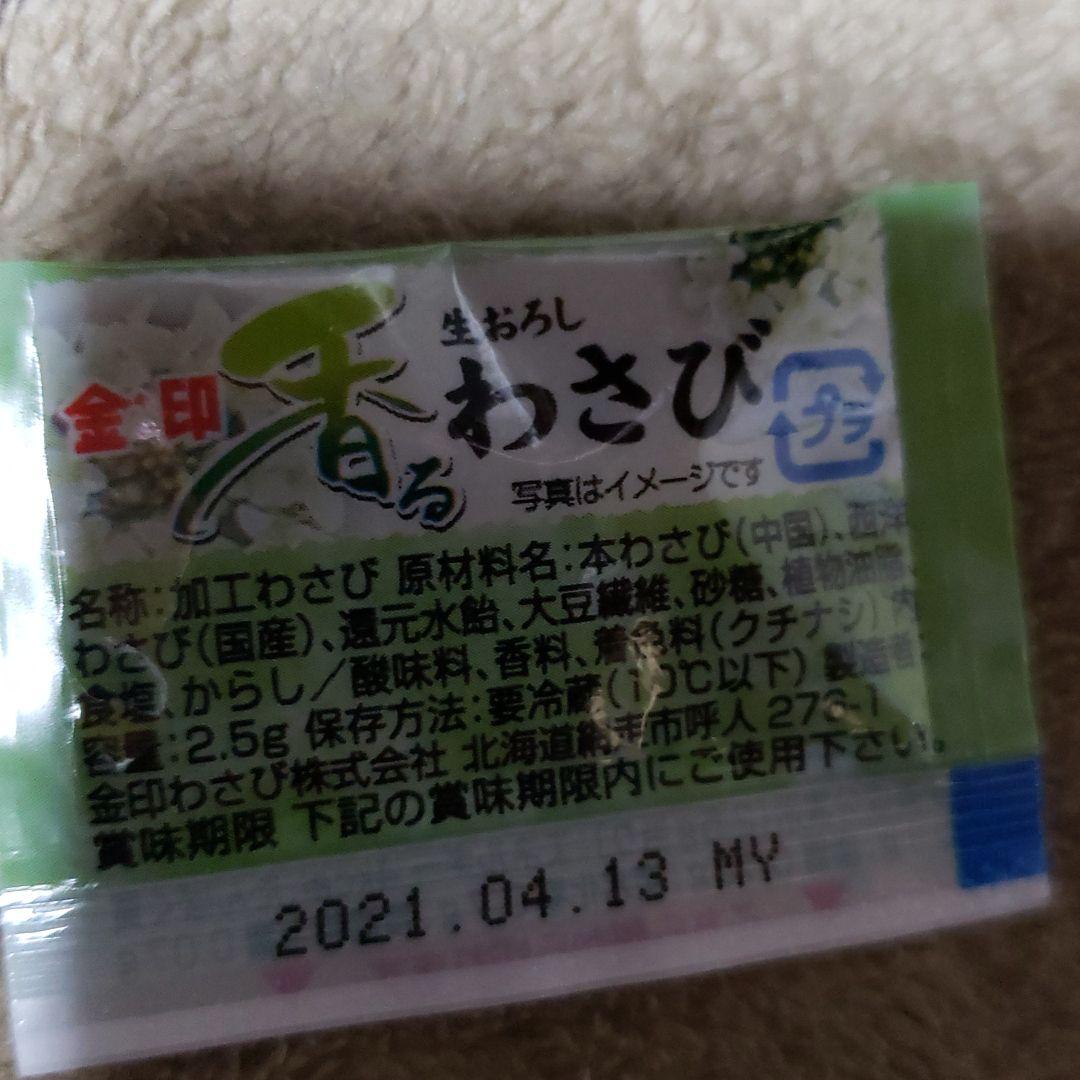 金印
香る
生おろし
わさび
プラ
写真はイメージです
名称:加工わさび 原材料名:本わさび(中国)、西洋
わさび(国産)、還元水飴、大豆繊維、砂糖、植物油脂、
食塩、からし/酸味料、香料、着色料(クチナシ) 内
容量:2.5g 保存方法:要冷蔵(10℃以下) 製造者:
金印わさび株式会社 北海道網走市呼人
賞味期限 下記の賞味期限内にご使用下さい。
2021.04.13 MY